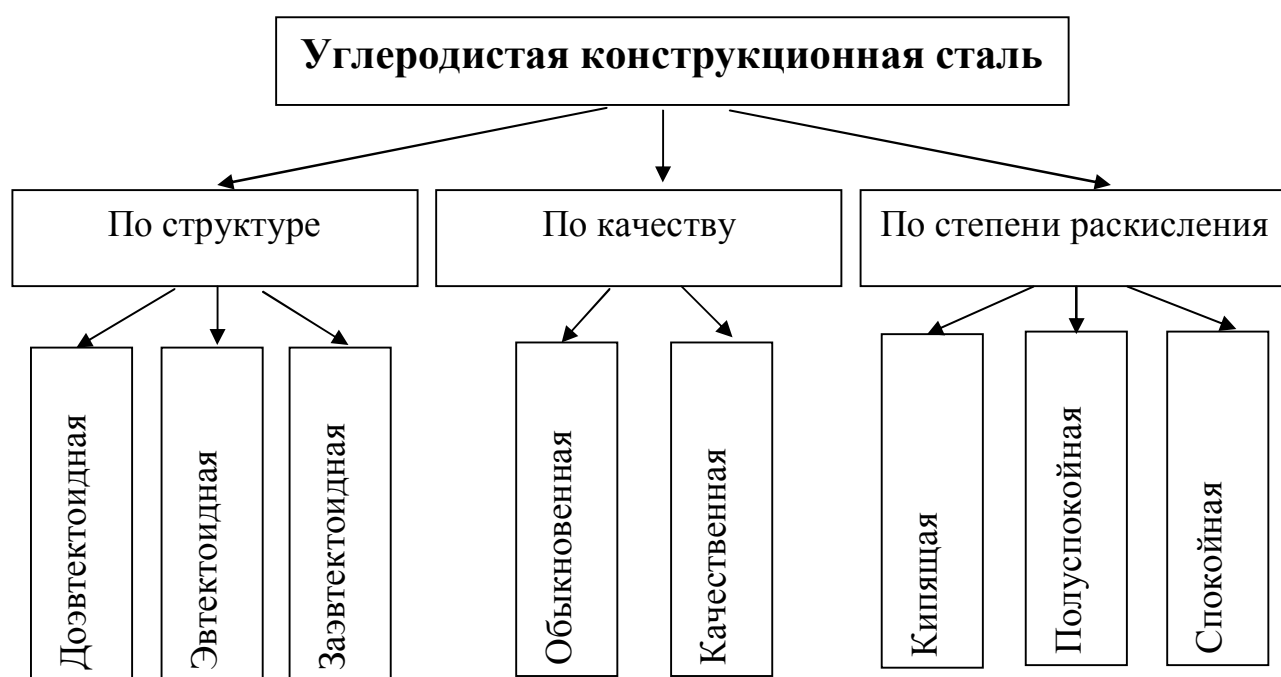 Углеродистая конструкционная сталь
По структуре
По качеству
По степени раскисления
Доэвтектоидная
Эвтектоидная
Заэвтектоидная
Обыкновенная
Качественная
Кипящая
Полуспокойная
Спокойная